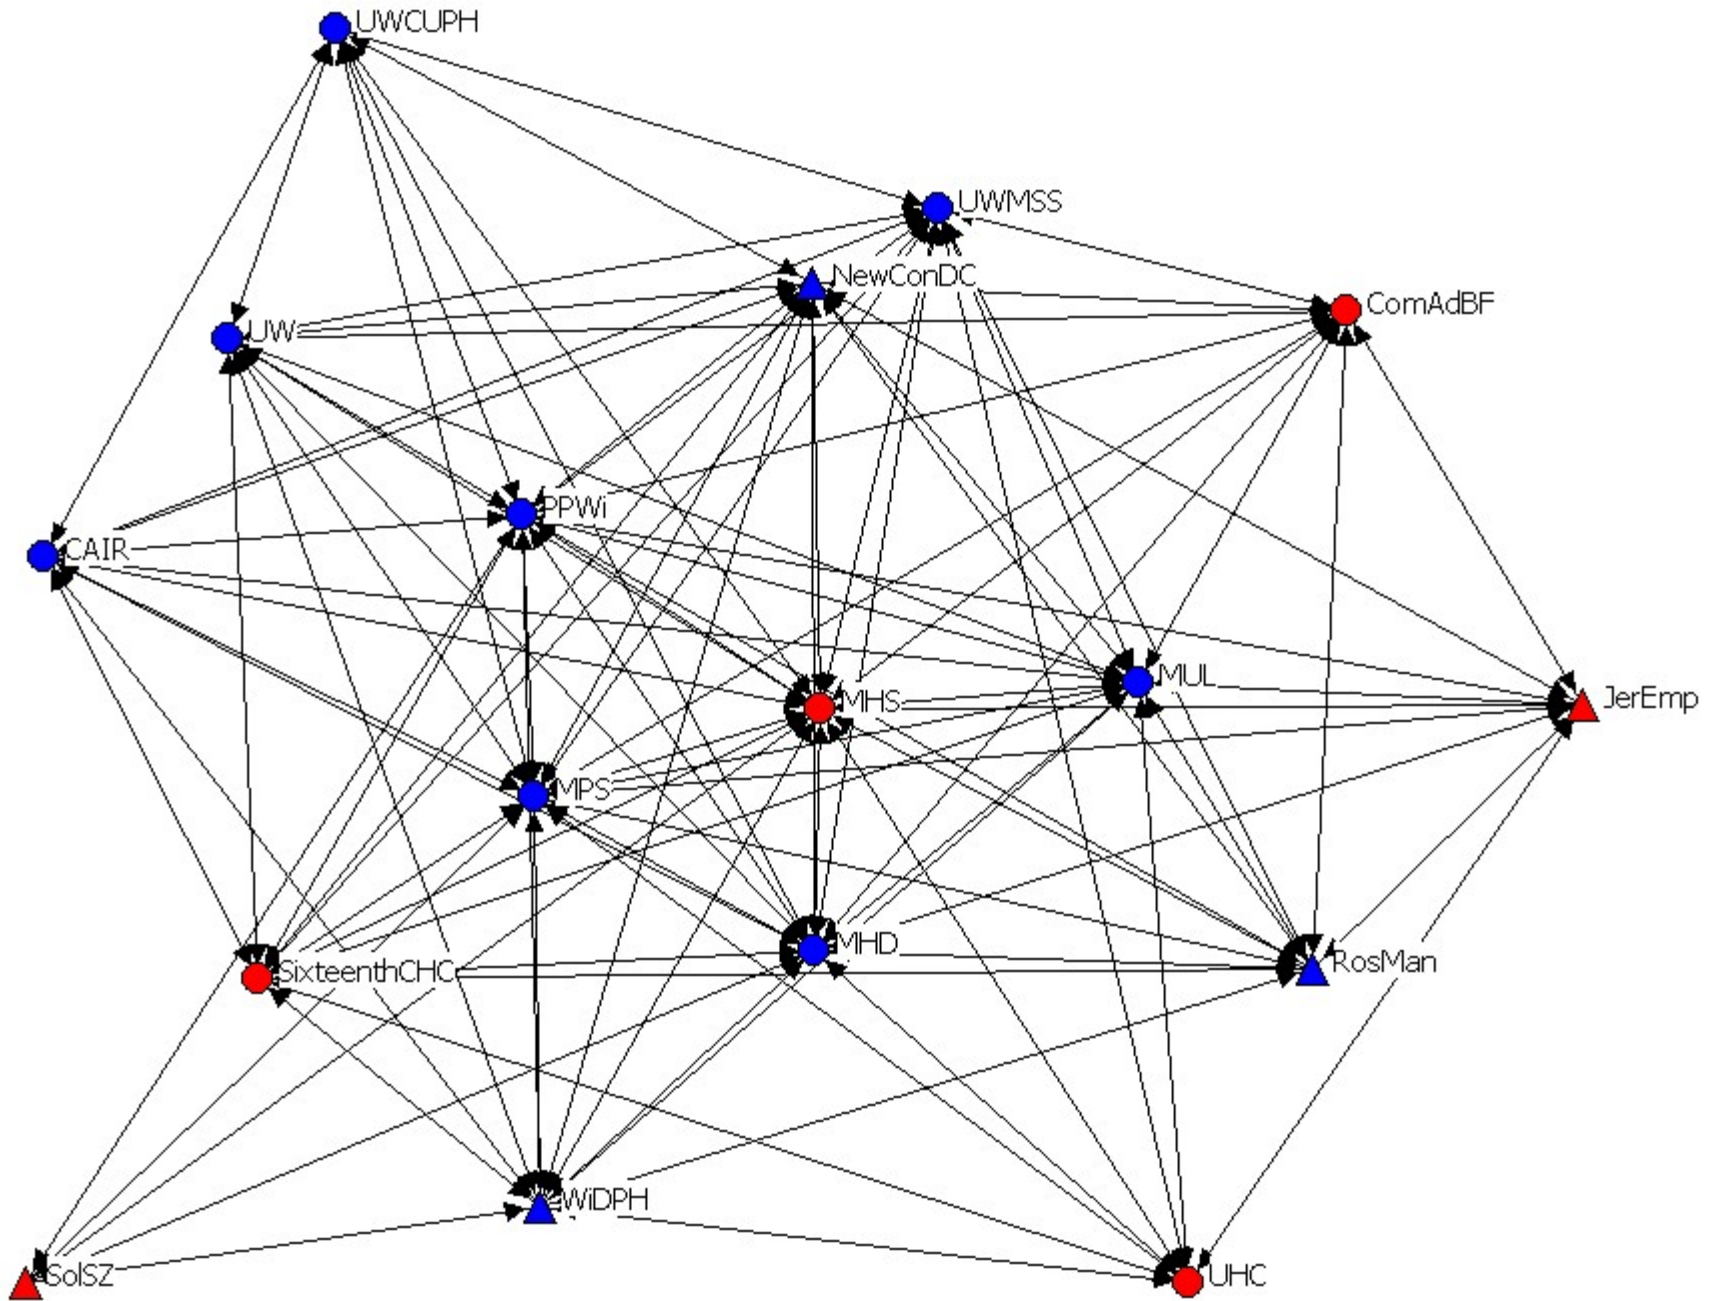 UWCUPH
UWMSS
NewConDC
ComAdBF
UW
PPWi
CAIR
MUL
MHS
JerEmp
MPS
MHD
RosMan
SixteenthCHC
WiDPH
SolSZ
UHC